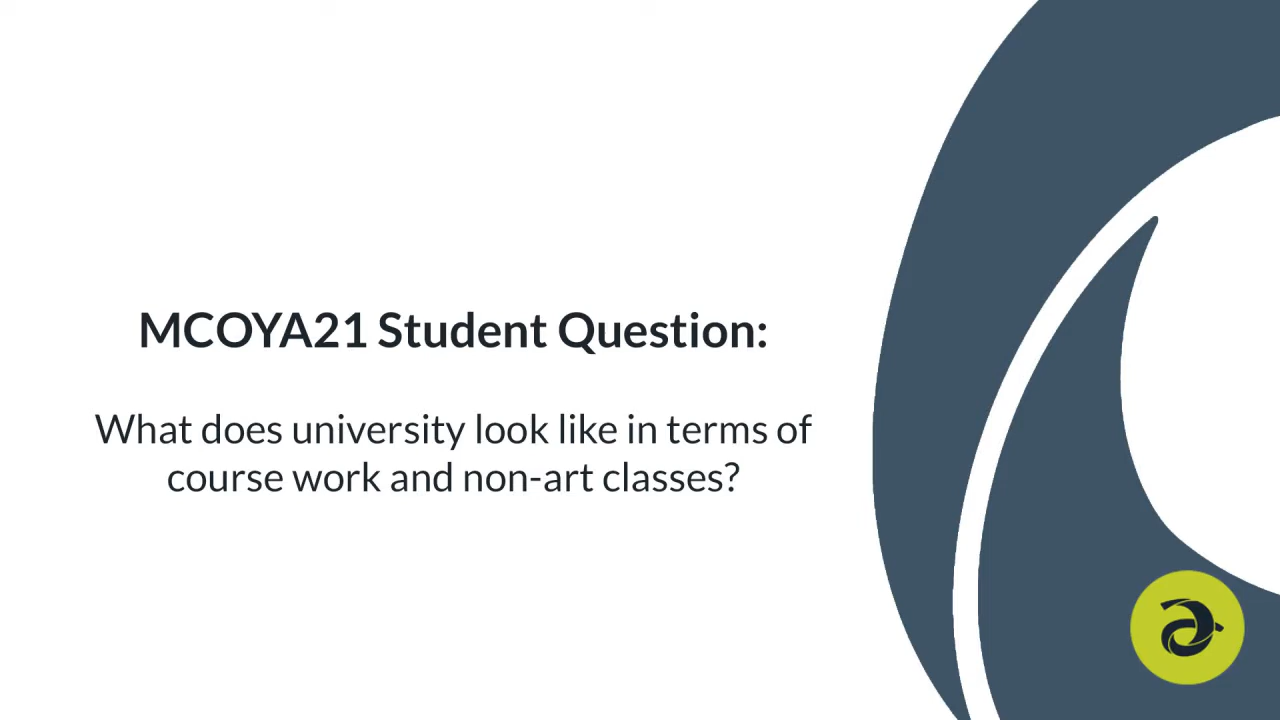 MCOYA21 Student Question:
What does university look like in terms of
course work and non-art classes?